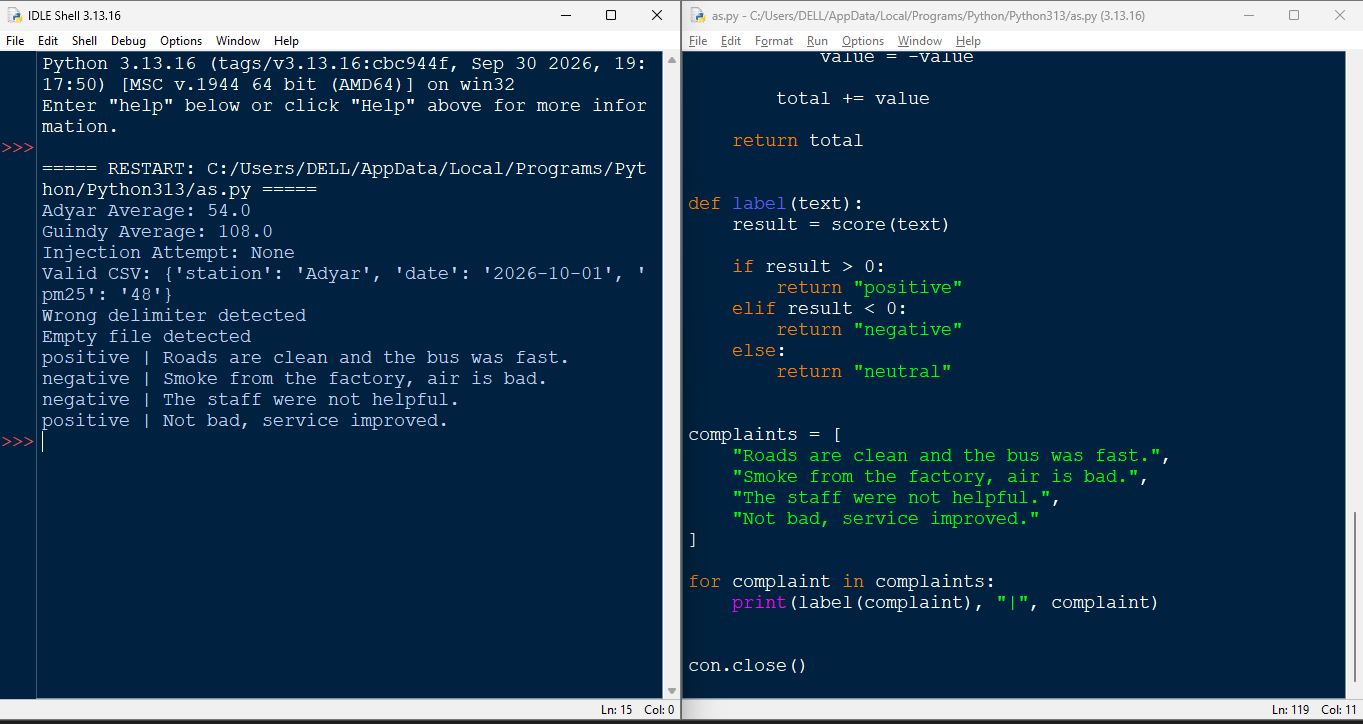 IDLE Shell 3.13.16
File Edit Shell Debug Options Window Help
Python 3.13.16 (tags/v3.13.16:cbc944f, Sep 30 2026, 19:
17:50) [MSC v.1944 64 bit (AMD64)] on win32
Enter "help" below or click "Help" above for more infor
mation.
>>>
===== RESTART: C:/Users/DELL/AppData/Local/Programs/Pyt
hon/Python313/as.py =====
Adyar Average: 54.0
Guindy Average: 108.0
Injection Attempt: None
Valid CSV: {'station': 'Adyar', 'date': '2026-10-01', '
pm25': '48'}
Wrong delimiter detected
Empty file detected
positive | Roads are clean and the bus was fast.
negative | Smoke from the factory, air is bad.
negative | The staff were not helpful.
positive | Not bad, service improved.
>>>
Ln: 15 Col: 0
as.py - C:/Users/DELL/AppData/Local/Programs/Python/Python313/as.py (3.13.16)
File Edit Format Run Options Window Help
            value = -value

        total += value

    return total


def label(text):
    result = score(text)

    if result > 0:
        return "positive"
    elif result < 0:
        return "negative"
    else:
        return "neutral"


complaints = [
    "Roads are clean and the bus was fast.",
    "Smoke from the factory, air is bad.",
    "The staff were not helpful.",
    "Not bad, service improved."
]

for complaint in complaints:
    print(label(complaint), "|", complaint)


con.close()
Ln: 119 Col: 11